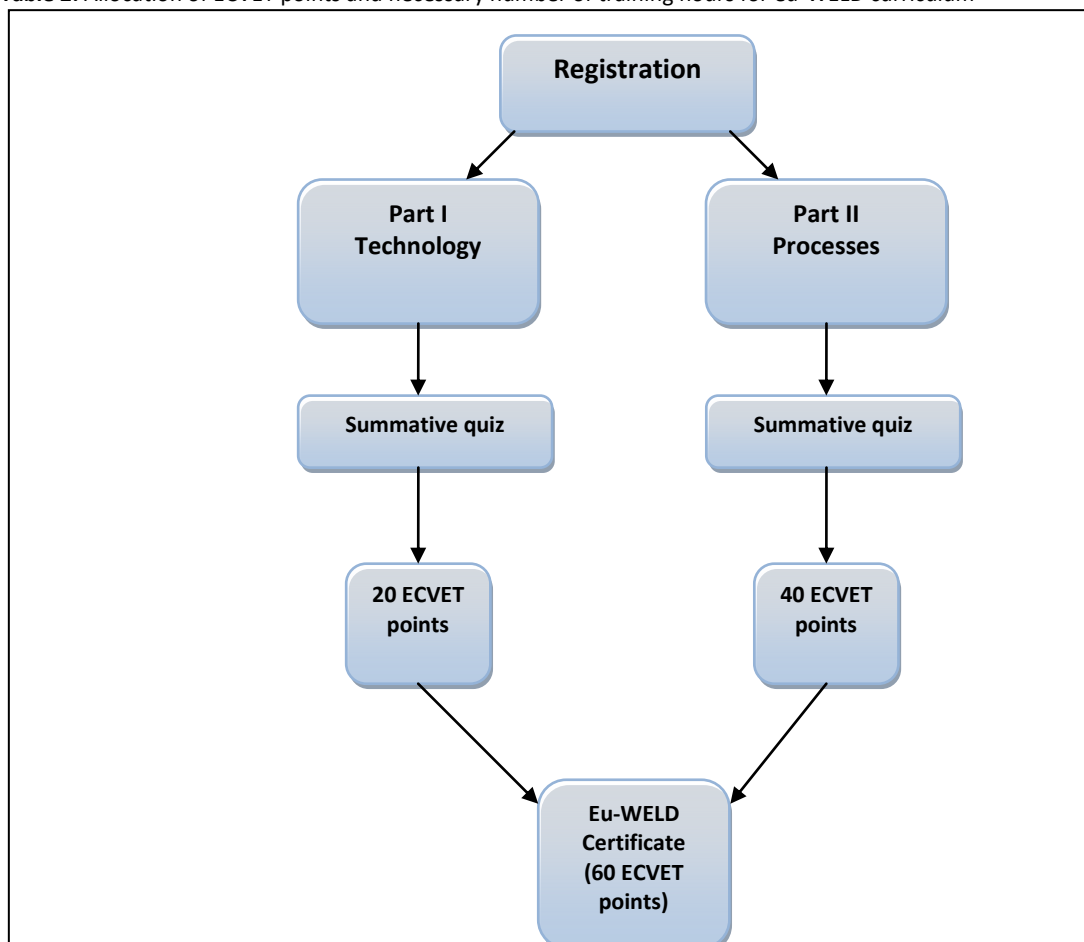 Table 2. Allocation of ECVET points and necessary number of training hours for eu-WELD curriculum
Registration
Part I
Technology
Part II
Processes
Summative quiz
Summative quiz
20 ECVET
points
40 ECVET
points
Eu-WELD
Certificate
(60 ECVET
points)